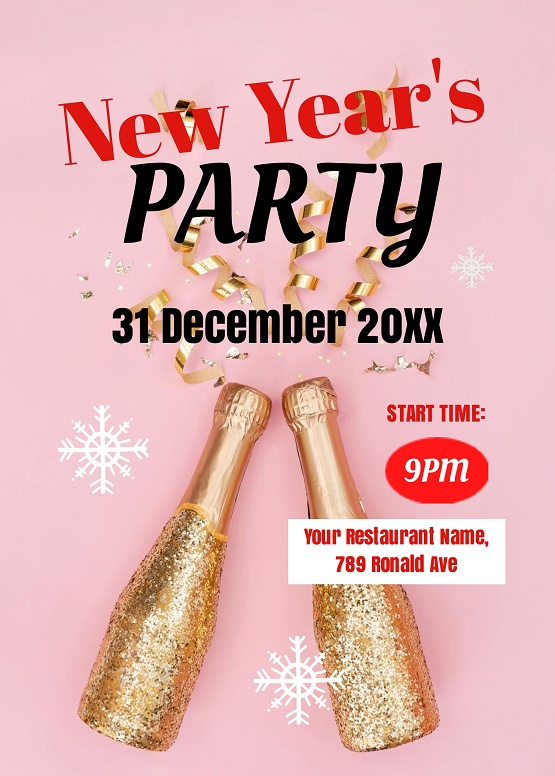 New Year's
PARTY
31 December 20XX
START TIME:
9PM
Your Restaurant Name,
789 Ronald Ave